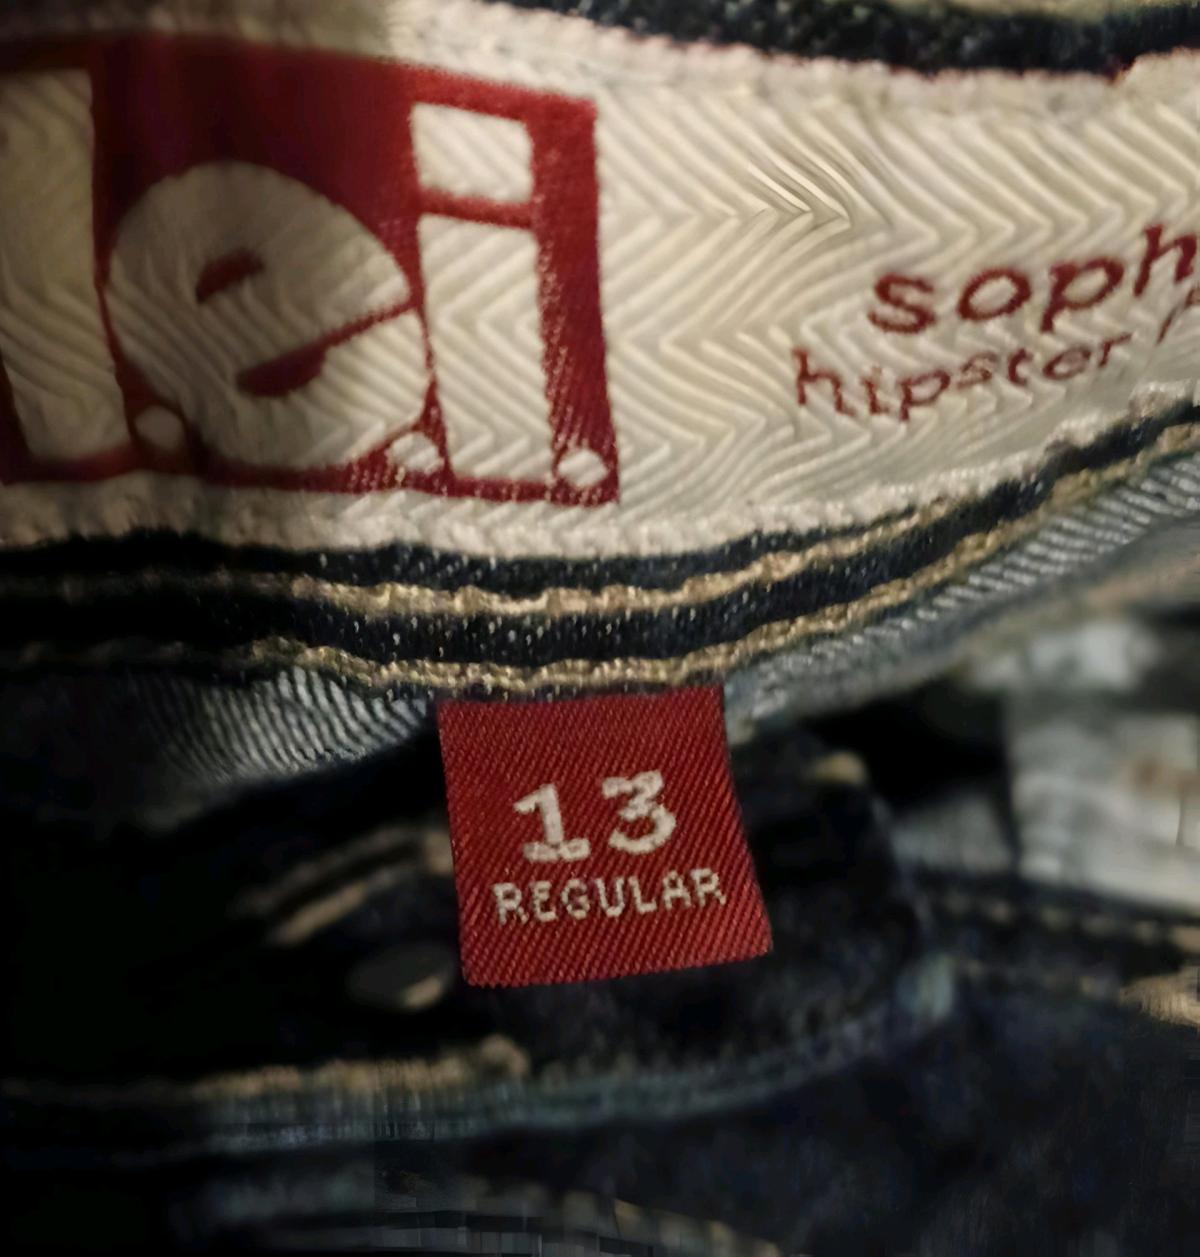 l.e.i.
soph
hipster
13
REGULAR